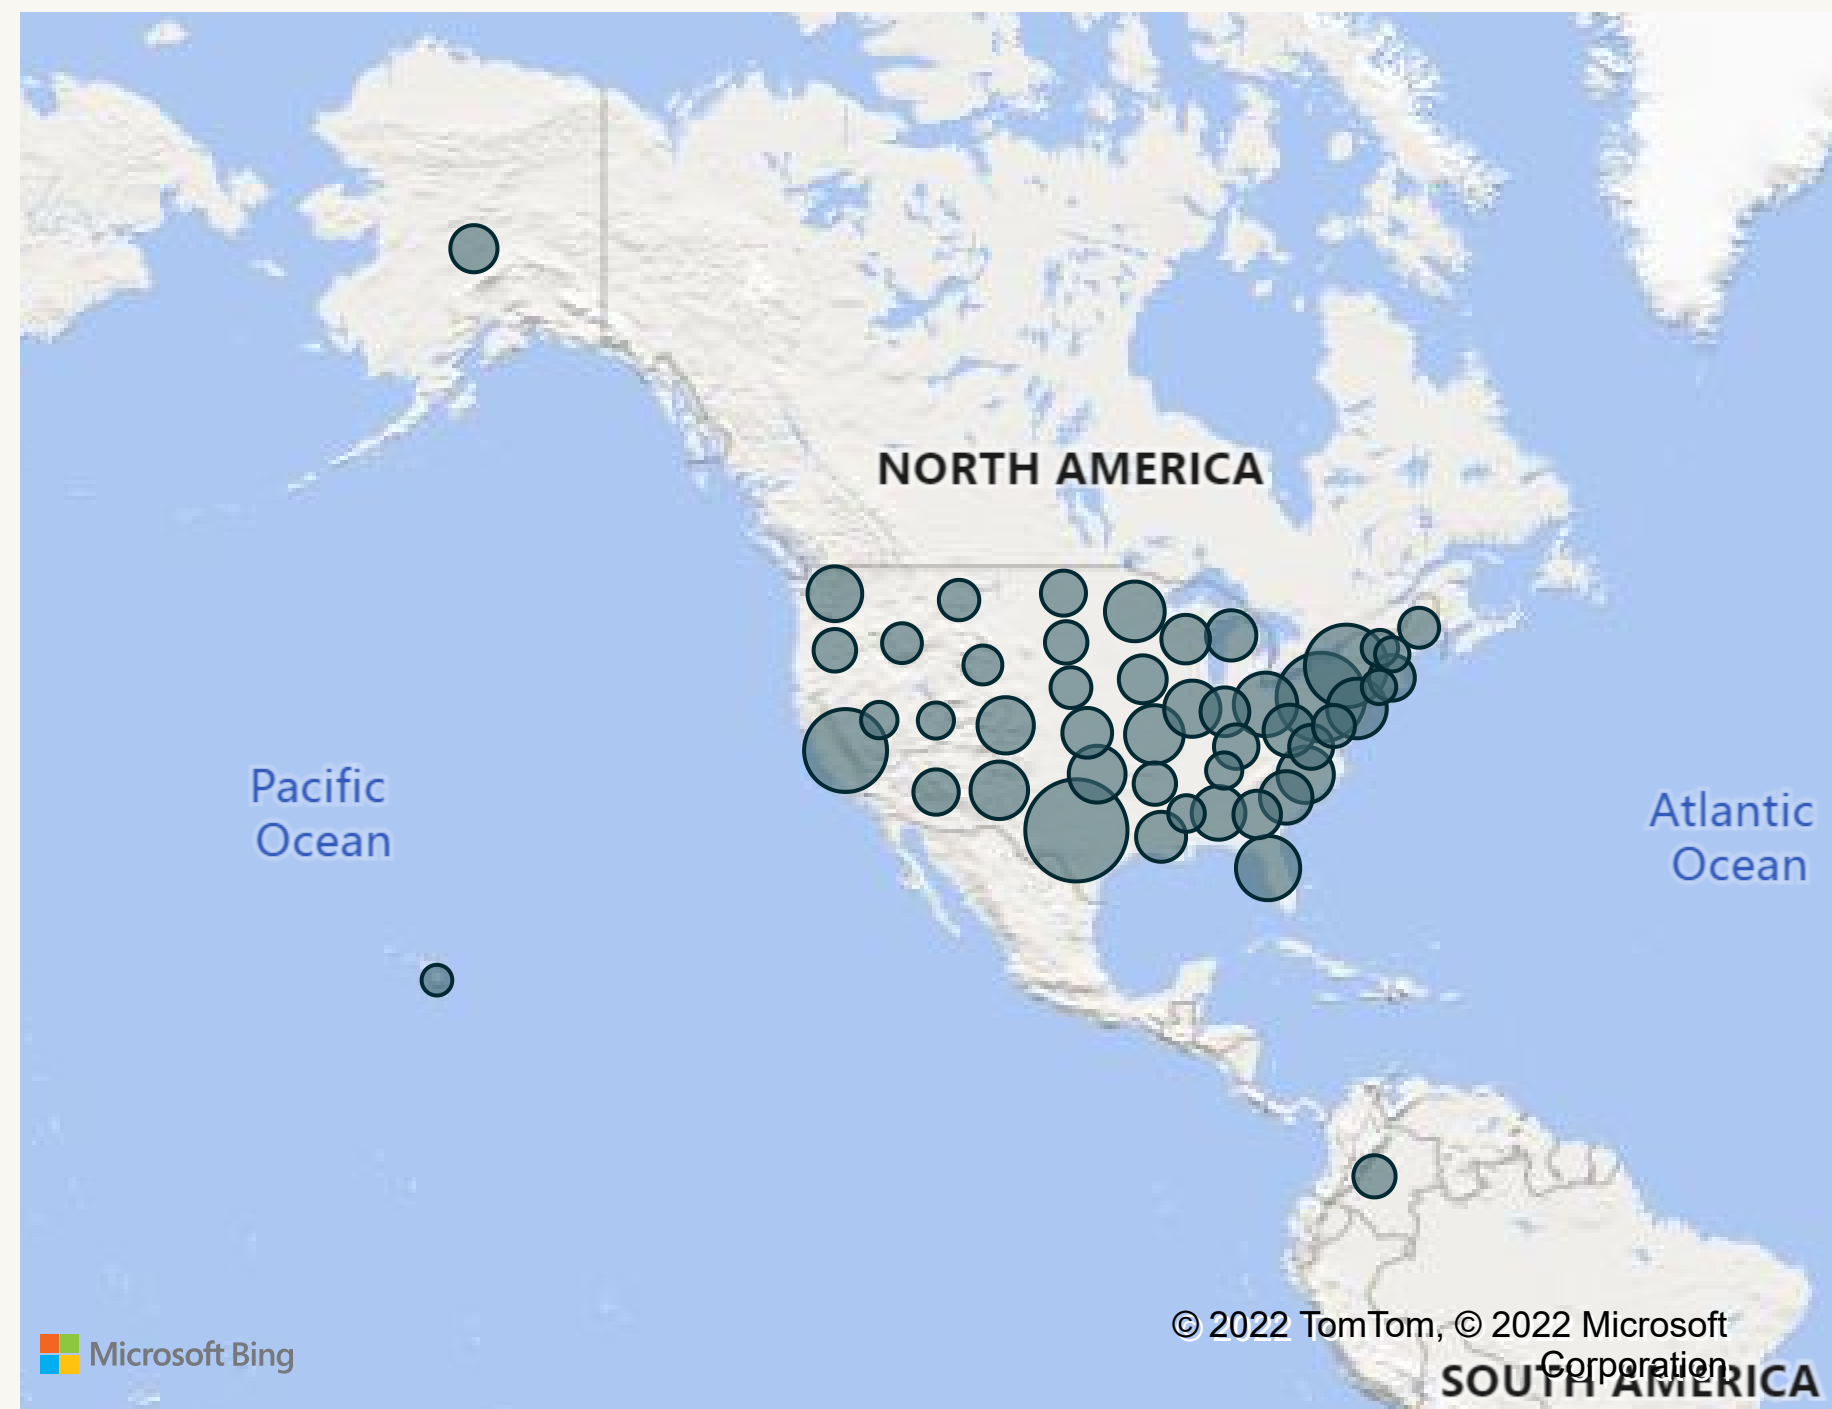 NORTH AMERICA
Pacific
Ocean
Atlantic
Ocean
© 2022 TomTom, © 2022 Microsoft
Corporation
Microsoft Bing
SOUTH AMERICA